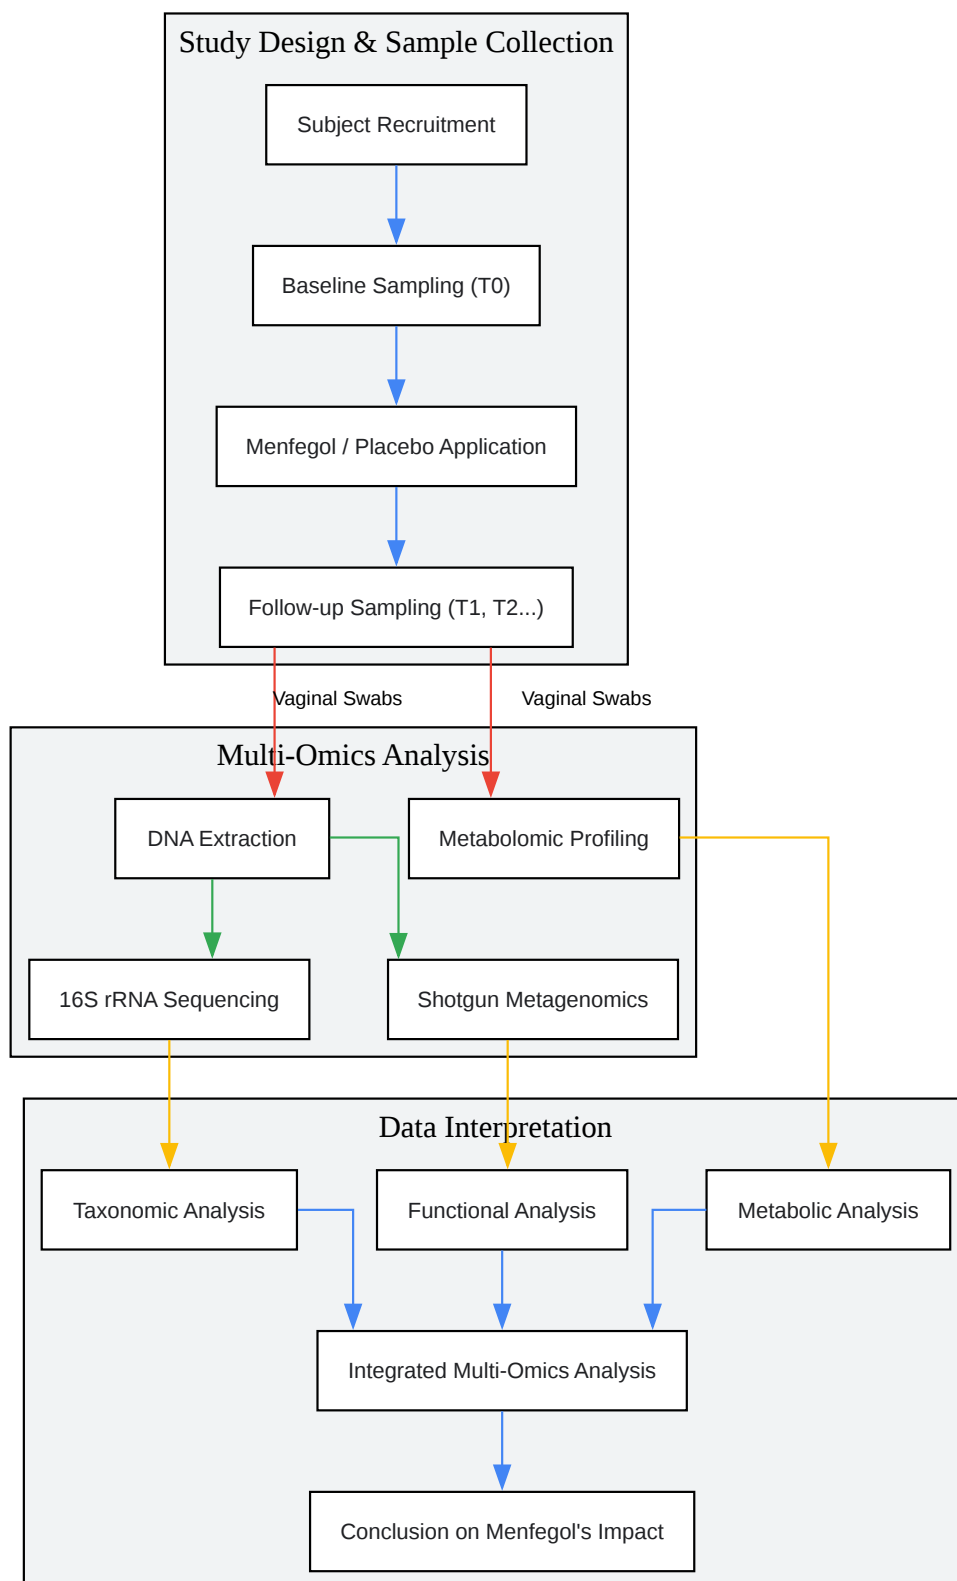 Study Design & Sample Collection
Subject Recruitment
Baseline Sampling (T0)
Menfegol / Placebo Application
Follow-up Sampling (T1, T2...)
Vaginal Swabs
Vaginal Swabs
Multi-Omics Analysis
DNA Extraction
Metabolomic Profiling
16S rRNA Sequencing
Shotgun Metagenomics
Data Interpretation
Taxonomic Analysis
Functional Analysis
Metabolic Analysis
Integrated Multi-Omics Analysis
Conclusion on Menfegol's Impact